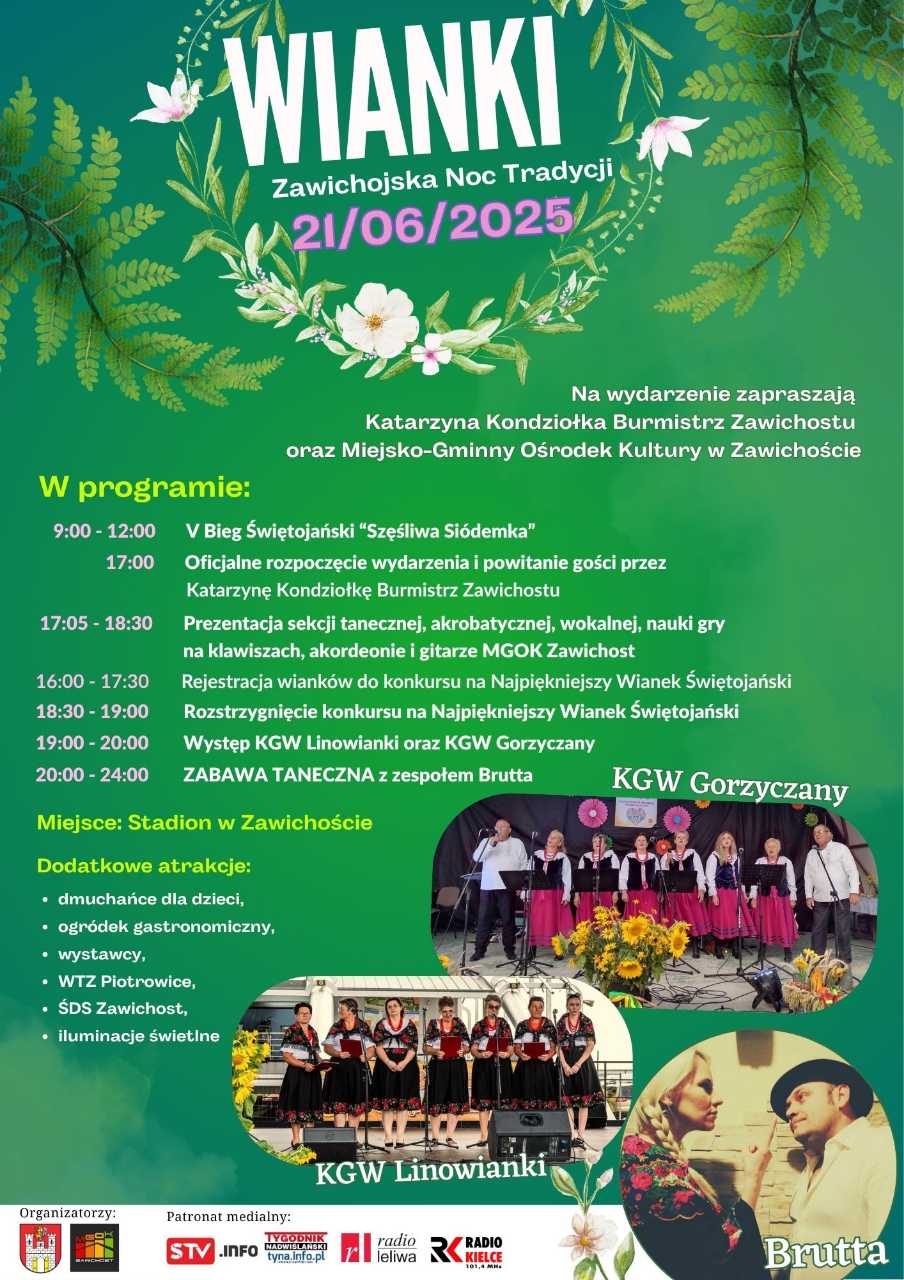 WIANKI
Zawichojska Noc Tradycji
21/06/2025
Na wydarzenie zapraszają
Katarzyna Kondziołka Burmistrz Zawichostu
oraz Miejsko-Gminny Ośrodek Kultury w Zawichoście
W programie:
9:00 - 12:00 V Bieg Świętojański “Szęśliwa Siódemka”
17:00 Oficjalne rozpoczęcie wydarzenia i powitanie gości przez
Katarzynę Kondziołkę Burmistrz Zawichostu
17:05 - 18:30 Prezentacja sekcji tanecznej, akrobatycznej, wokalnej, nauki gry
na klawiszach, akordeonie i gitarze MGOK Zawichost
16:00 - 17:30 Rejestracja wianków do konkursu na Najpiękniejszy Wianek Świętojański
18:30 - 19:00 Rozstrzygnięcie konkursu na Najpiękniejszy Wianek Świętojański
19:00 - 20:00 Występ KGW Linowianki oraz KGW Gorzyczany
20:00 - 24:00 ZABAWA TANECZNA z zespołem Brutta
KGW Gorzyczany
Miejsce: Stadion w Zawichoście
Dodatkowe atrakcje:
• dmuchańce dla dzieci,
• ogródek gastronomiczny,
• wystawcy,
• WTZ Piotrowice,
• ŚDS Zawichost,
• iluminacje świetlne
KGW Linowianki
Brutta
Organizatorzy:
MGOK
ZAWICHOST
Patronat medialny:
STV.INFO
TYGODNIK
NADWIŚLAŃSKI
tyna.info.pl
rl radio
leliwa
RK RADIO
KIELCE
101,4 MHz